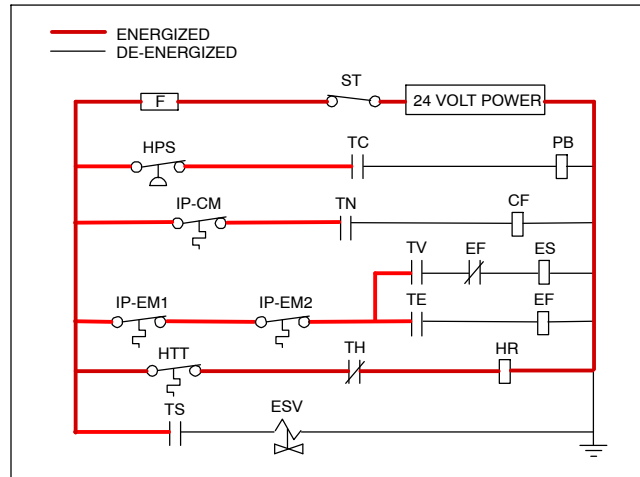 ENERGIZED
DE-ENERGIZED
F
ST
24 VOLT POWER
HPS
TC
PB
IP-CM
TN
CF
TV
EF
ES
IP-EM1
IP-EM2
TE
EF
HTT
TH
HR
TS
ESV